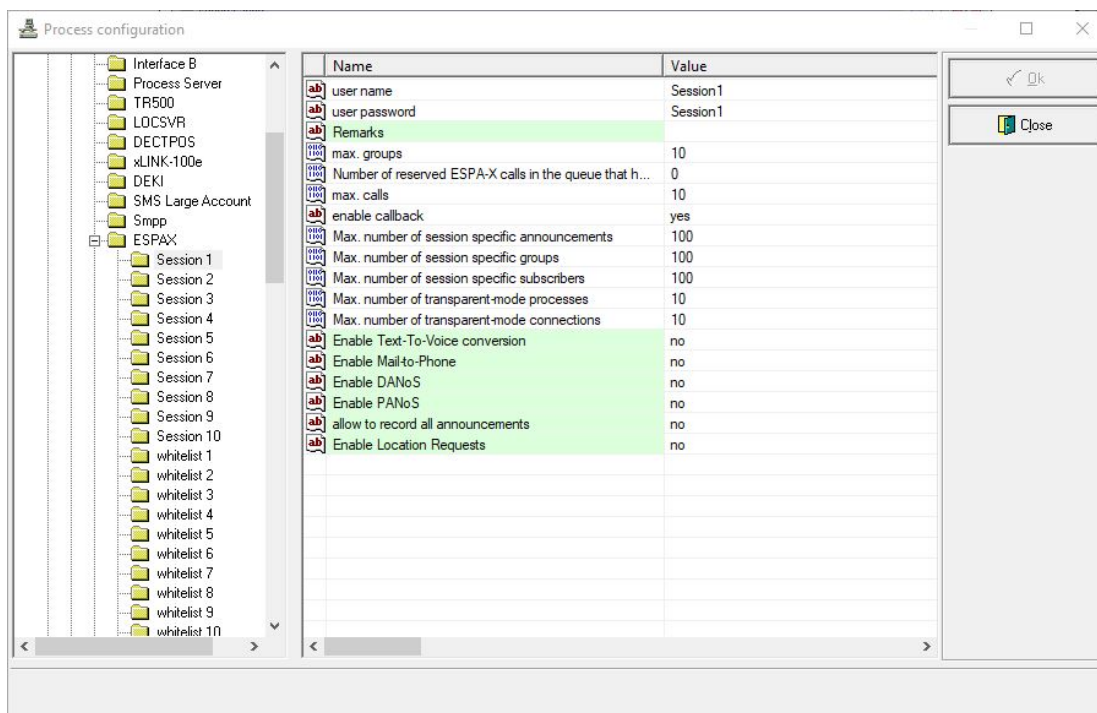 Process configuration
Interface B
Process Server
TR500
LOCSVR
DECTPOS
xLINK-100e
DEKI
SMS Large Account
Smpp
ESPAX
Session 1
Session 2
Session 3
Session 4
Session 5
Session 6
Session 7
Session 8
Session 9
Session 10
whitelist 1
whitelist 2
whitelist 3
whitelist 4
whitelist 5
whitelist 6
whitelist 7
whitelist 8
whitelist 9
whitelist 10
Name Value
user name Session1
user password Session1
Remarks
max. groups 10
Number of reserved ESPA-X calls in the queue that h... 0
max. calls 10
enable callback yes
Max. number of session specific announcements 100
Max. number of session specific groups 100
Max. number of session specific subscribers 100
Max. number of transparent-mode processes 10
Max. number of transparent-mode connections 10
Enable Text-To-Voice conversion no
Enable Mail-to-Phone no
Enable DANoS no
Enable PANoS no
allow to record all announcements no
Enable Location Requests no
Ok
Close